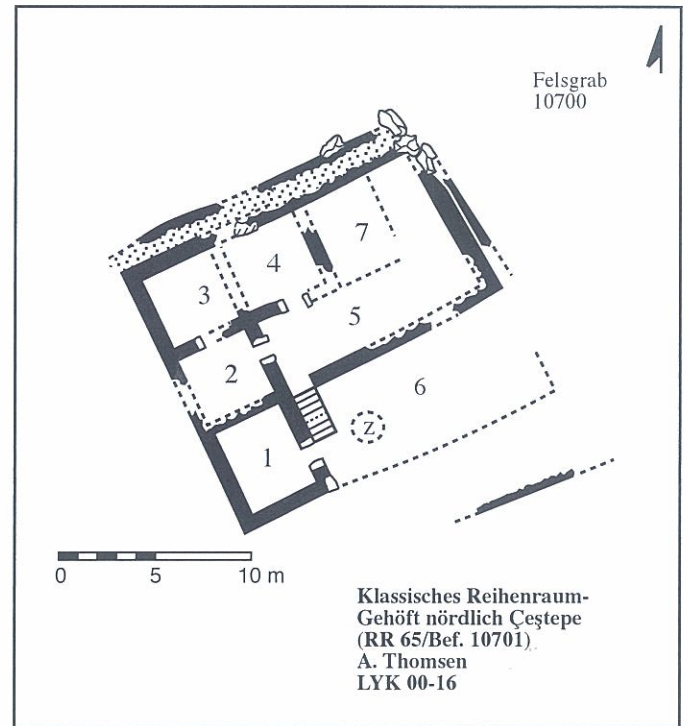 Felsgrab
10700
7
4
3
5
2
6
z
1
0 5 10 m
Klassisches Reihenraum-
Gehöft nördlich Çeştepe
(RR 65/Bef. 10701)
A. Thomsen
LYK 00-16